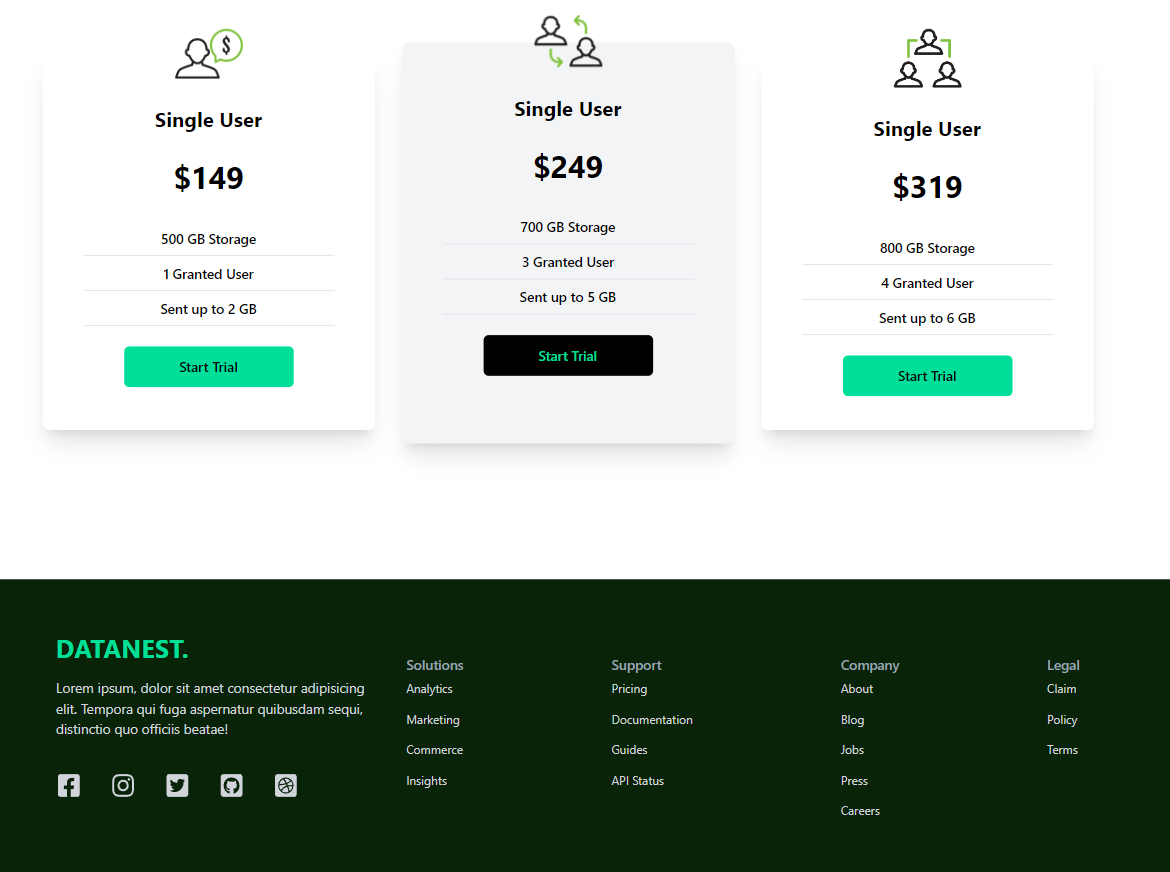 $
Single User
$149
500 GB Storage
1 Granted User
Sent up to 2 GB
Start Trial
Single User
$249
700 GB Storage
3 Granted User
Sent up to 5 GB
Start Trial
Single User
$319
800 GB Storage
4 Granted User
Sent up to 6 GB
Start Trial
DATANEST.
Lorem ipsum, dolor sit amet consectetur adipisicing
elit. Tempora qui fuga aspernatur quibusdam sequi,
distinctio quo officiis beatae!
Solutions
Analytics
Marketing
Commerce
Insights
Support
Pricing
Documentation
Guides
API Status
Company
About
Blog
Jobs
Press
Careers
Legal
Claim
Policy
Terms